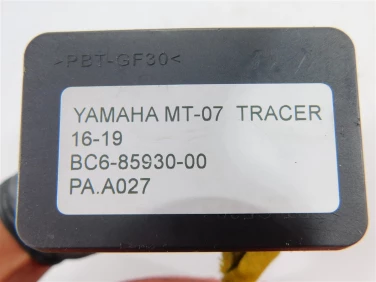 >PBT-GF30<
YAMAHA MT-07 TRACER
16-19
BC6-85930-00
PA.A027